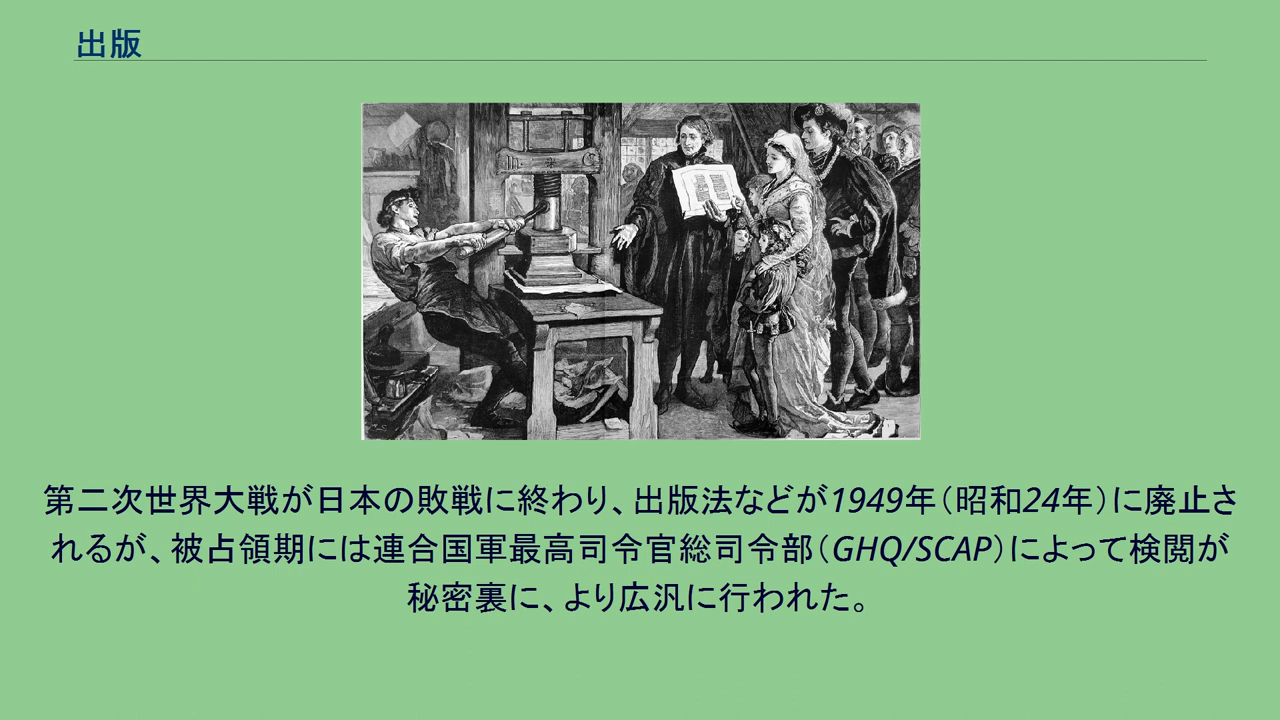 出版
第二次世界大戦が日本の敗戦に終わり、出版法などが1949年（昭和24年）に廃止さ
れるが、被占領期には連合国軍最高司令官総司令部（GHQ/SCAP）によって検閲が
秘密裏に、より広汎に行われた。